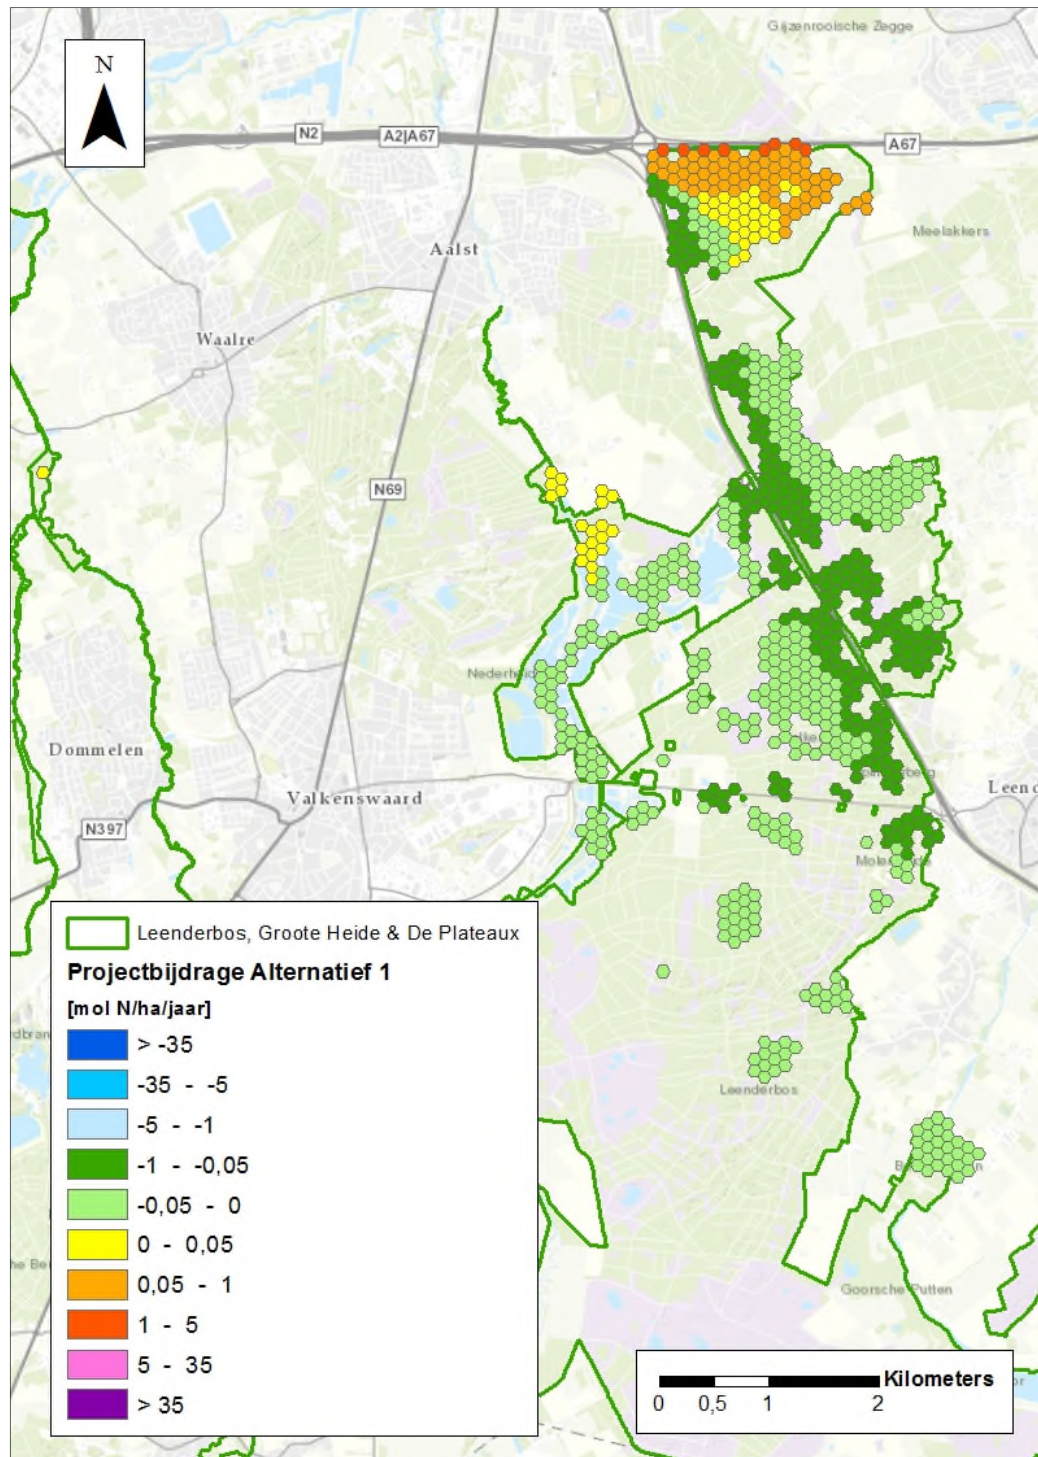 Gijzenrooische Zegge
N
N2
A2|A67
A67
Meelakkers
Aalst
Waalre
N69
Dommelen
Valkenswaard
N397
Leenderbos
Goorsche Putten
Leenderbos, Groote Heide & De Plateaux
Projectbijdrage Alternatief 1
[mol N/ha/jaar]
> -35
-35 - -5
-5 - -1
-1 - -0,05
-0,05 - 0
0 - 0,05
0,05 - 1
1 - 5
5 - 35
> 35
Kilometers
0 0,5 1 2